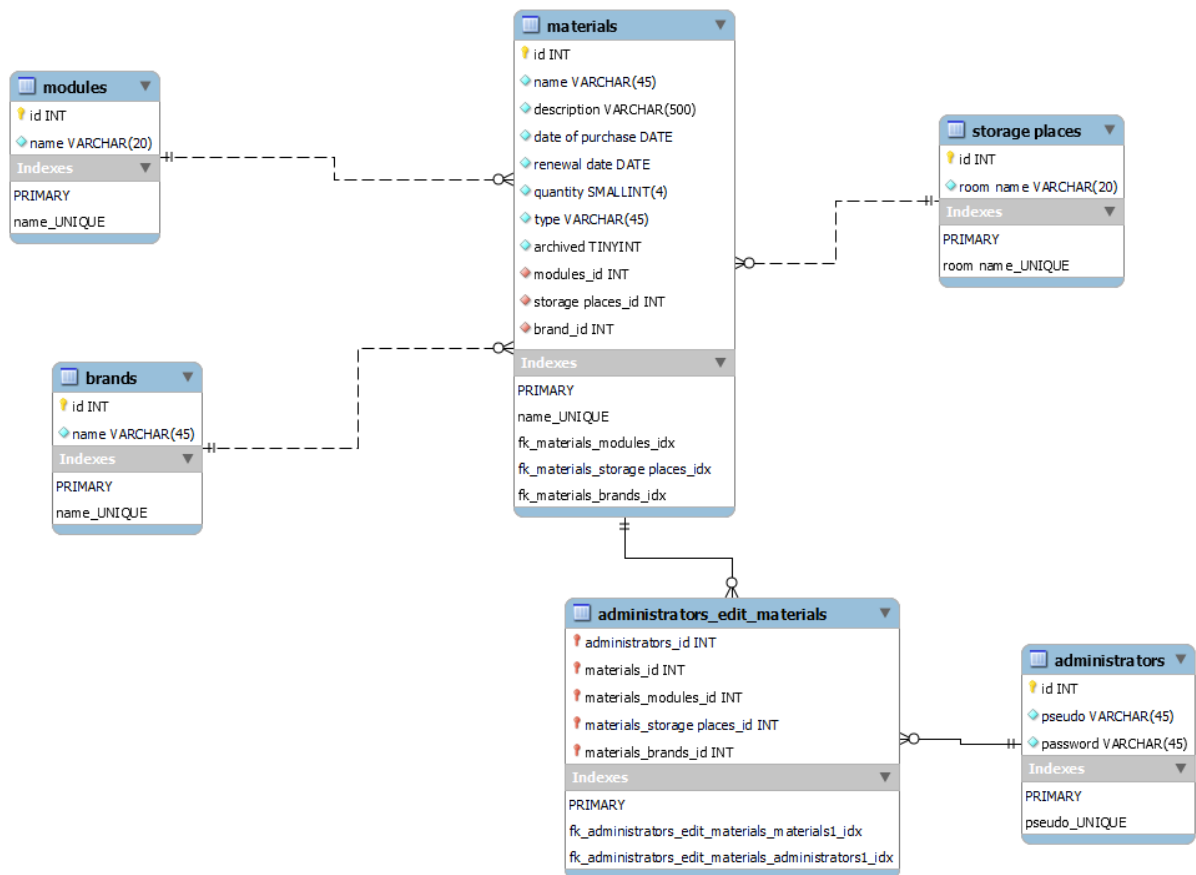 materials
id INT
name VARCHAR(45)
description VARCHAR(500)
date of purchase DATE
renewal date DATE
quantity SMALLINT(4)
type VARCHAR(45)
archived TINYINT
modules_id INT
storage places_id INT
brand_id INT
Indexes
PRIMARY
name_UNIQUE
fk_materials_modules_idx
fk_materials_storage places_idx
fk_materials_brands_idx
modules
id INT
name VARCHAR(20)
Indexes
PRIMARY
name_UNIQUE
storage places
id INT
room name VARCHAR(20)
Indexes
PRIMARY
room name_UNIQUE
brands
id INT
name VARCHAR(45)
Indexes
PRIMARY
name_UNIQUE
administrators_edit_materials
administrators_id INT
materials_id INT
materials_modules_id INT
materials_storage places_id INT
materials_brands_id INT
Indexes
PRIMARY
fk_administrators_edit_materials_materials1_idx
fk_administrators_edit_materials_administrators1_idx
administrators
id INT
pseudo VARCHAR(45)
password VARCHAR(45)
Indexes
PRIMARY
pseudo_UNIQUE